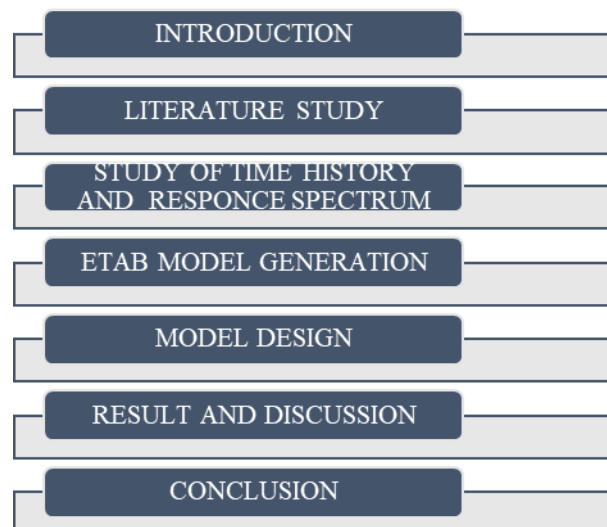 INTRODUCTION
LITERATURE STUDY
STUDY OF TIME HISTORY
AND RESPONCE SPECTRUM
ETAB MODEL GENERATION
MODEL DESIGN
RESULT AND DISCUSSION
CONCLUSION